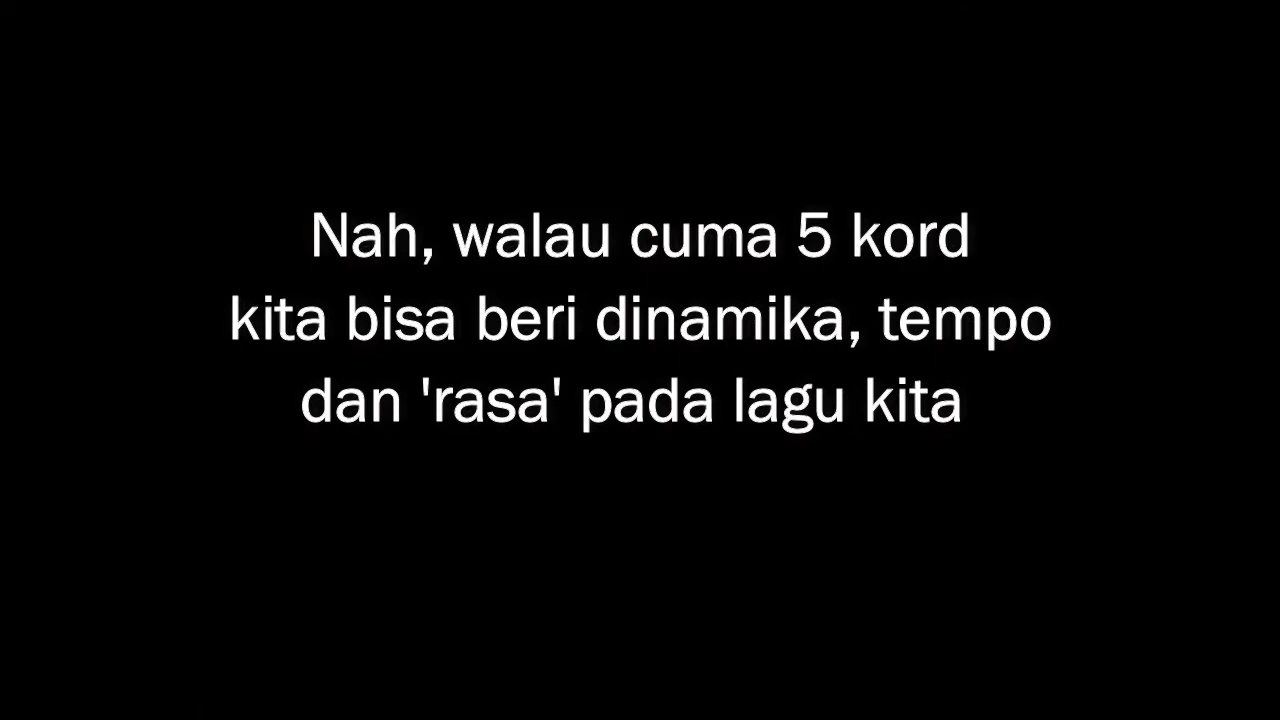 Nah, walau cuma 5 kord
kita bisa beri dinamika, tempo
dan 'rasa' pada lagu kita